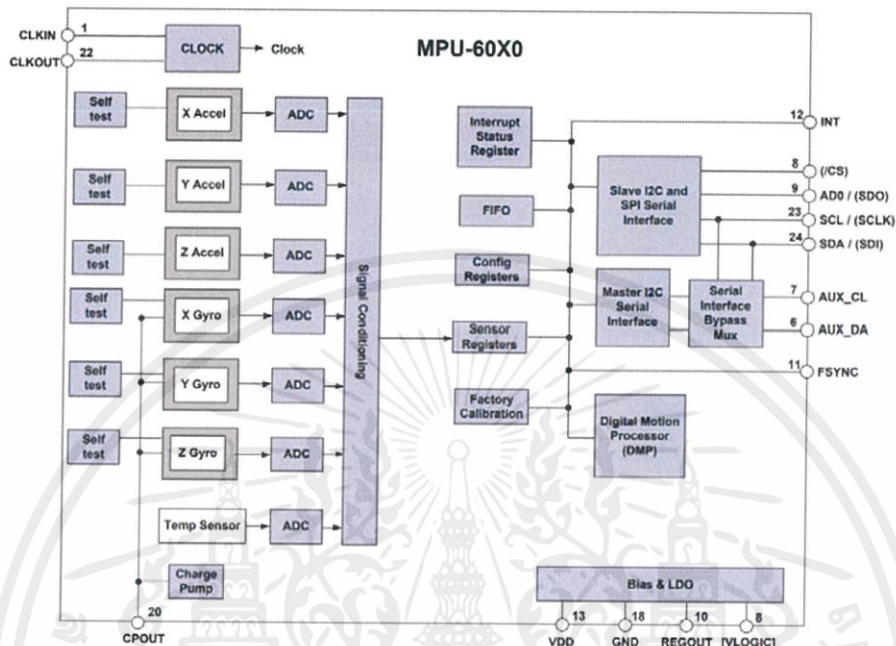 MPU-60X0
CLKIN 1
CLKOUT 22
CLOCK
Clock
Self
test
X Accel
ADC
Self
test
Y Accel
ADC
Self
test
Z Accel
ADC
Self
test
X Gyro
ADC
Self
test
Y Gyro
ADC
Self
test
Z Gyro
ADC
Temp Sensor
ADC
Charge
Pump
20
CPOUT
Signal Conditioning
Interrupt
Status
Register
FIFO
Config
Registers
Sensor
Registers
Factory
Calibration
Slave I2C and
SPI Serial
Interface
Master I2C
Serial
Interface
Serial
Interface
Bypass
Mux
Digital Motion
Processor
(DMP)
12 INT
8 (/CS)
9 AD0 / (SDO)
23 SCL / (SCLK)
24 SDA / (SDI)
7 AUX_CL
6 AUX_DA
11 FSYNC
Bias & LDO
13
VDD
18
GND
10
REGOUT
8
[VLOGIC]